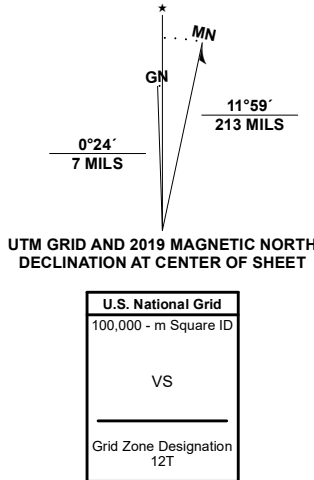 ★
MN
GN
11°59´
213 MILS
0°24´
7 MILS
UTM GRID AND 2019 MAGNETIC NORTH
DECLINATION AT CENTER OF SHEET
U.S. National Grid
100,000 - m Square ID
VS
Grid Zone Designation
12T